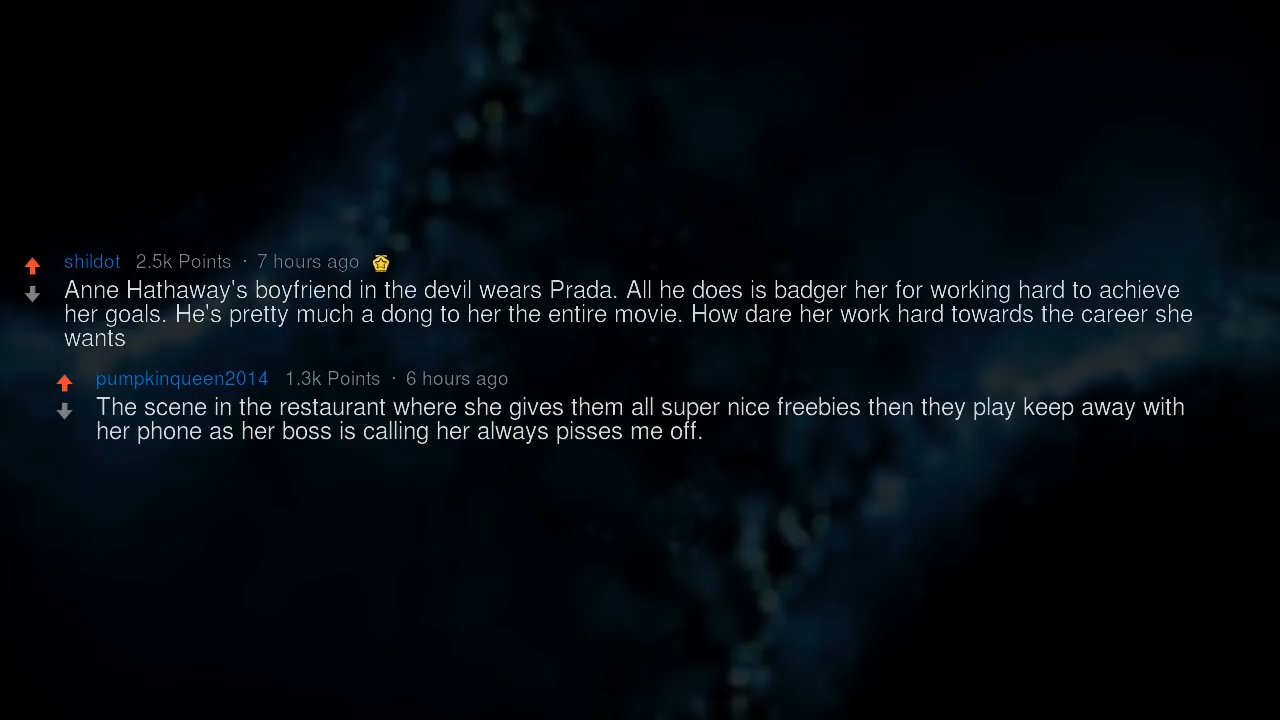 shildot 2.5k Points · 7 hours ago
Anne Hathaway's boyfriend in the devil wears Prada. All he does is badger her for working hard to achieve
her goals. He's pretty much a dong to her the entire movie. How dare her work hard towards the career she
wants
pumpkinqueen2014 1.3k Points · 6 hours ago
The scene in the restaurant where she gives them all super nice freebies then they play keep away with
her phone as her boss is calling her always pisses me off.